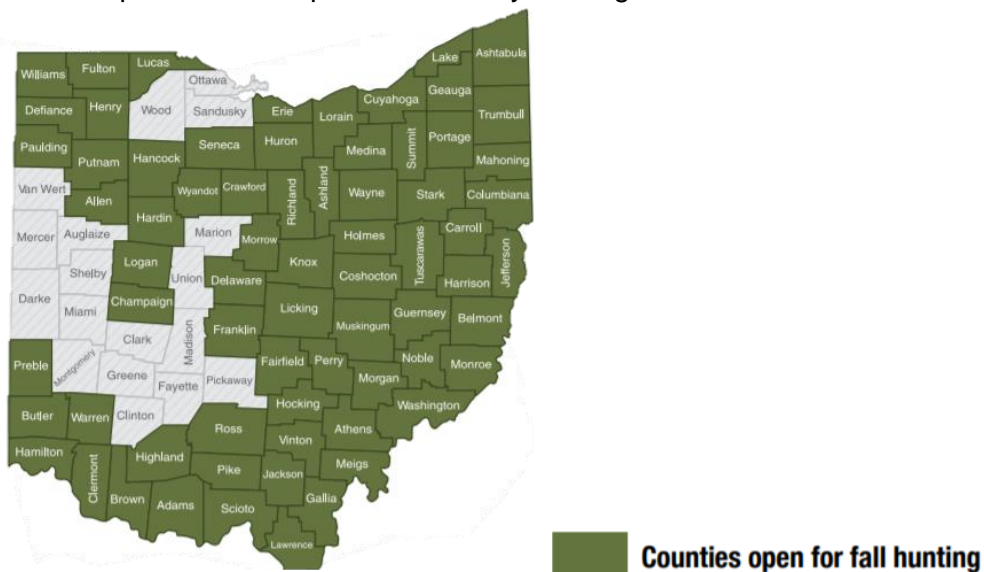 Lake
Ashtabula
Lucas
Williams
Fulton
Ottawa
Geauga
Cuyahoga
Defiance
Henry
Wood
Sandusky
Erie
Lorain
Trumbull
Summit
Portage
Paulding
Putnam
Hancock
Seneca
Huron
Medina
Mahoning
Van Wert
Allen
Wyandot
Crawford
Richland
Ashland
Wayne
Stark
Columbiana
Hardin
Mercer
Auglaize
Marion
Morrow
Holmes
Tuscarawas
Carroll
Jefferson
Logan
Shelby
Union
Delaware
Knox
Coshocton
Harrison
Darke
Miami
Champaign
Licking
Muskingum
Guernsey
Belmont
Clark
Madison
Franklin
Preble
Montgomery
Greene
Fayette
Pickaway
Fairfield
Perry
Morgan
Noble
Monroe
Butler
Warren
Clinton
Ross
Hocking
Athens
Washington
Hamilton
Clermont
Highland
Vinton
Pike
Jackson
Meigs
Brown
Adams
Scioto
Gallia
Lawrence
Counties open for fall hunting